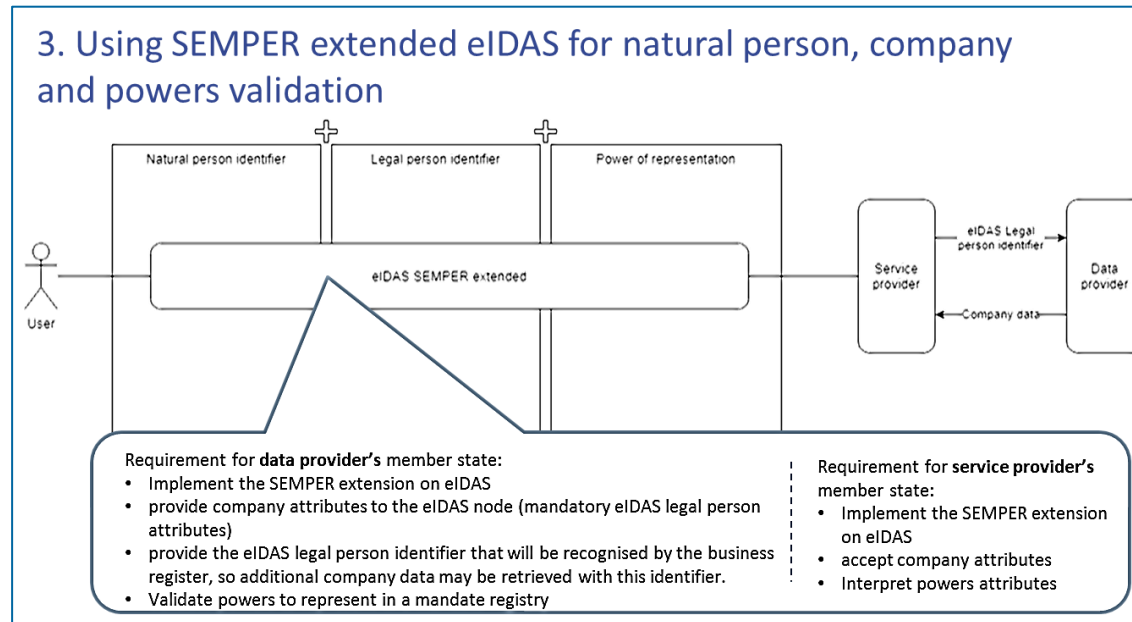 3. Using SEMPER extended eIDAS for natural person, company
and powers validation
Natural person identifier
Legal person identifier
Power of representation
User
eIDAS SEMPER extended
Service
provider
eIDAS Legal
person identifier
Company data
Data
provider
Requirement for data provider's member state:
• Implement the SEMPER extension on eIDAS
• provide company attributes to the eIDAS node (mandatory eIDAS legal person
attributes)
• provide the eIDAS legal person identifier that will be recognised by the business
register, so additional company data may be retrieved with this identifier.
• Validate powers to represent in a mandate registry
Requirement for service provider's
member state:
• Implement the SEMPER extension
on eIDAS
• accept company attributes
• Interpret powers attributes